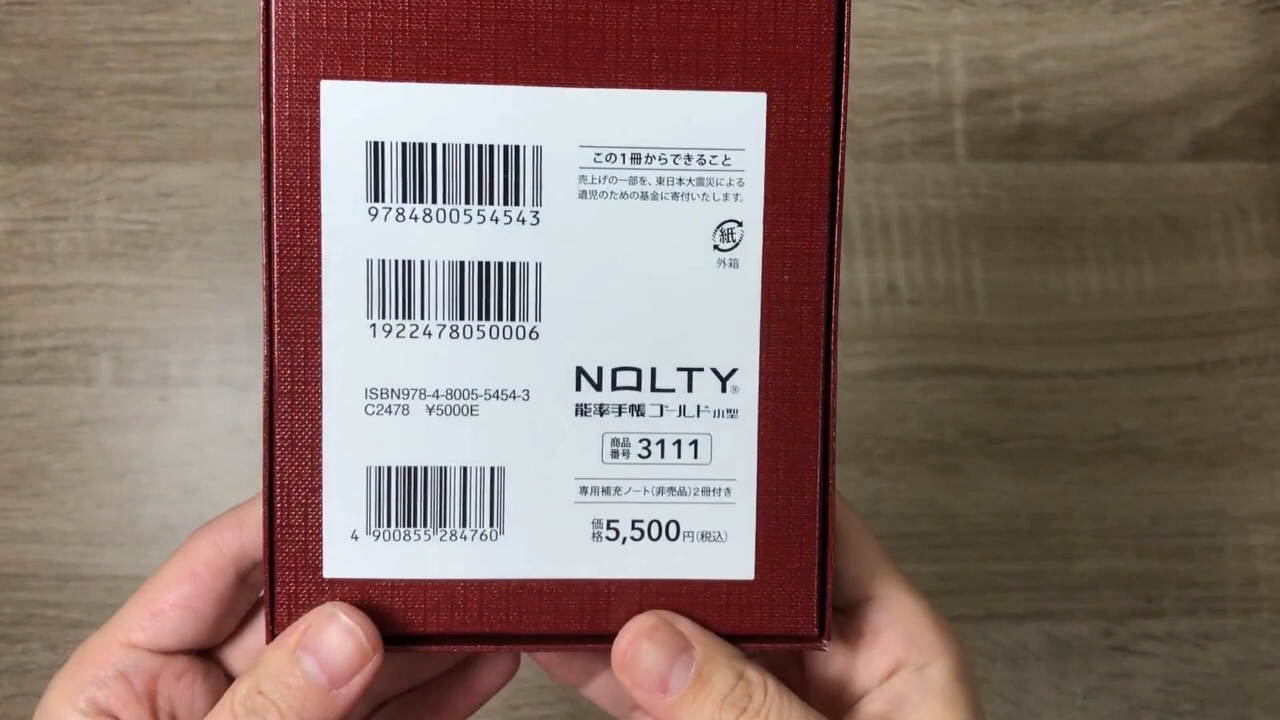 9784800554543
1922478050006
ISBN978-4-8005-5454-3
C2478 ¥5000E
4 900855 284760
この1冊からできること
売上げの一部を、東日本大震災による
遺児のための基金に寄付いたします。
紙
外箱
NOLTY®
能率手帳ゴールド小型
商品番号 3111
専用補充ノート(非売品)2冊付き
価格5,500円(税込)